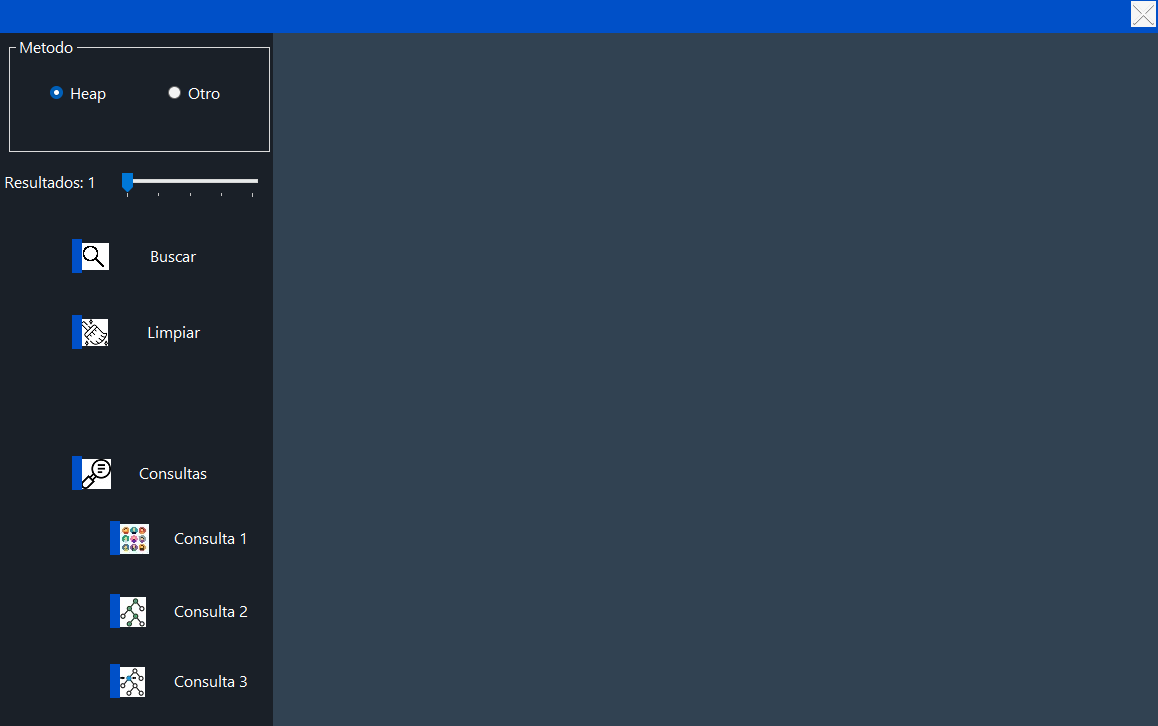 Metodo
Heap Otro
Resultados: 1
Buscar
Limpiar
Consultas
Consulta 1
Consulta 2
Consulta 3